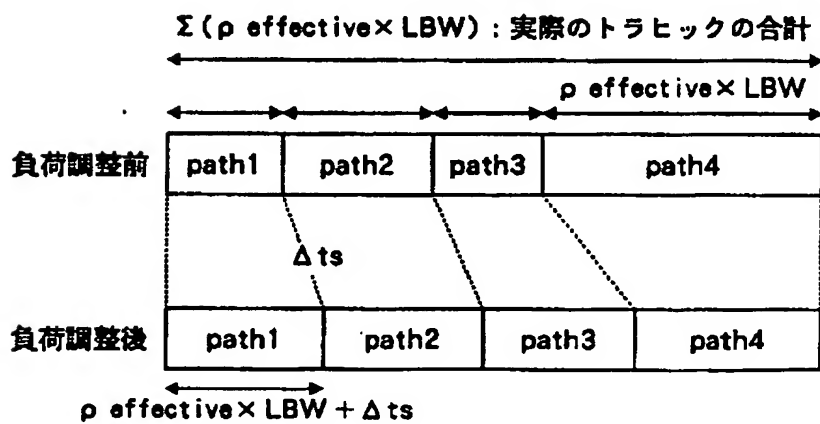 Σ(ρ effective×LBW):実際のトラヒックの合計
ρ effective×LBW
負荷調整前 path1 path2 path3 path4
Δts
負荷調整後 path1 path2 path3 path4
ρ effective×LBW+Δts